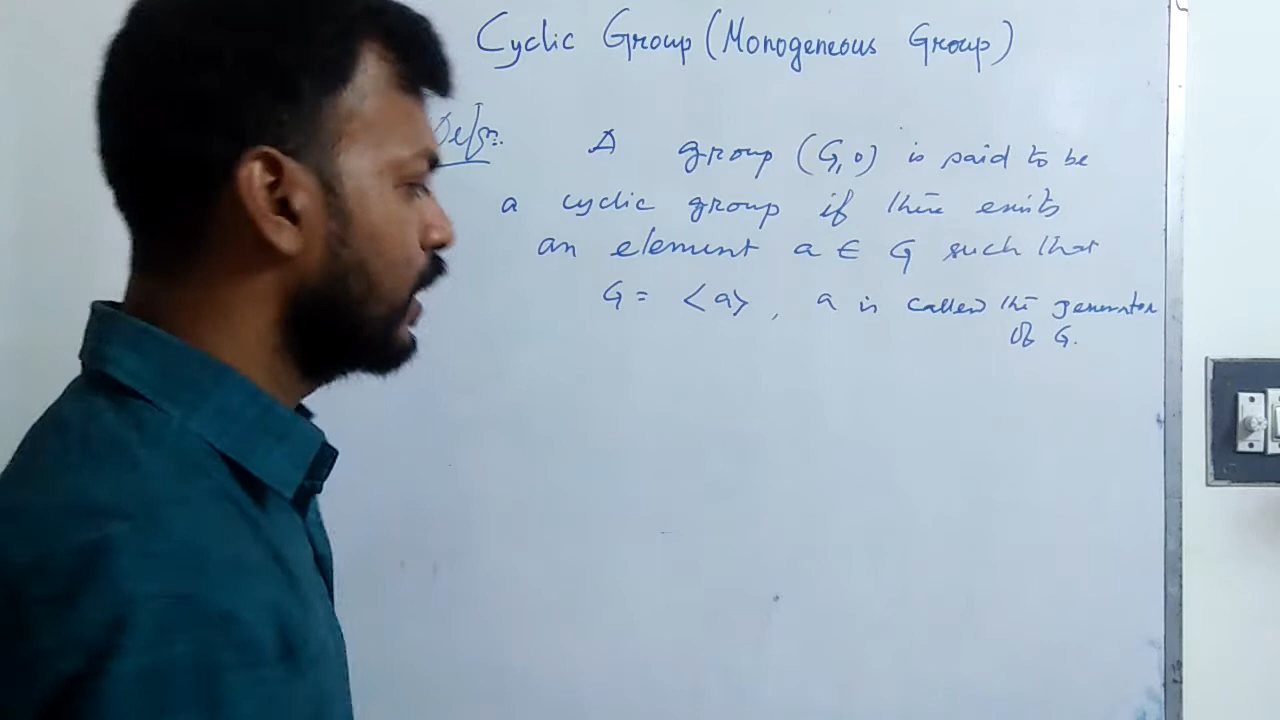 Cyclic Group (Monogeneous Group)
Defn. A group (G, o) is said to be
a cyclic group if there exists
an element a ∈ G such that
G = <a>, a is called the generator
of G.